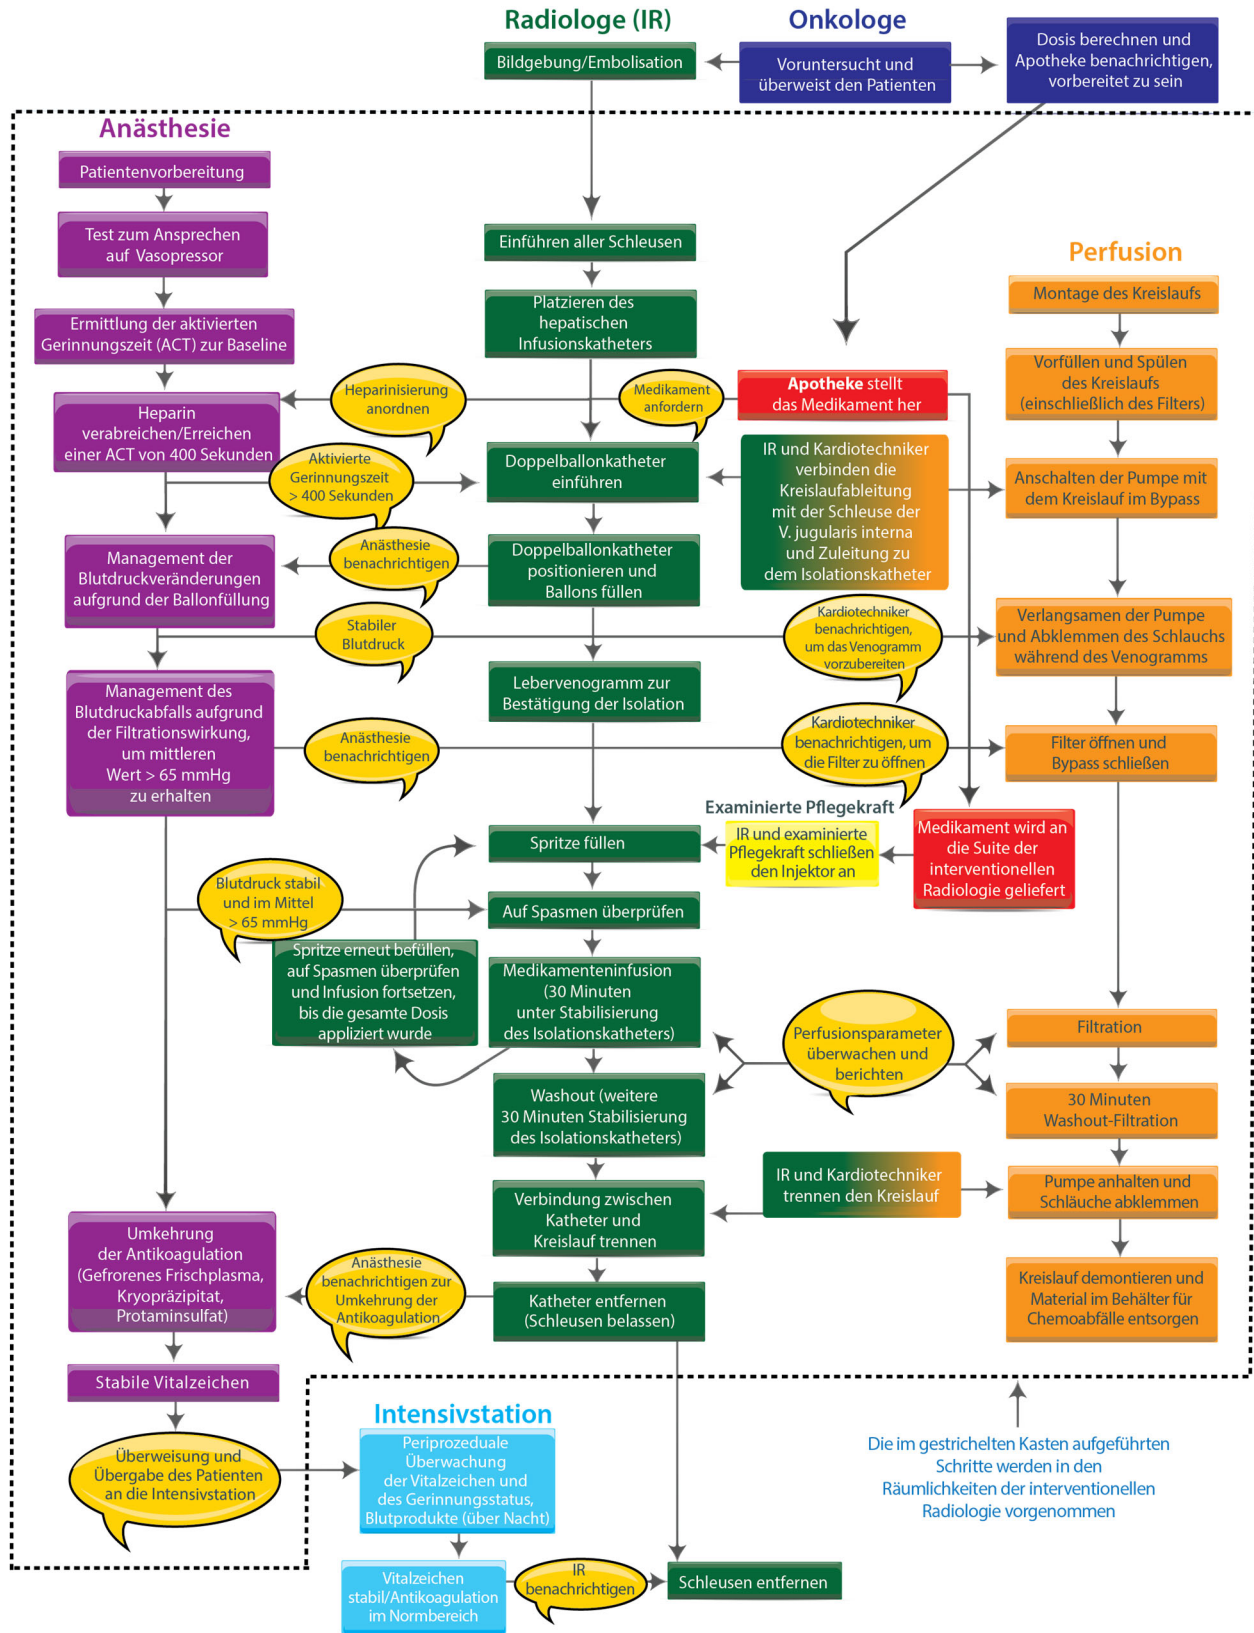 Radiologe (IR)
Bildgebung/Embolisation
Onkologe
Voruntersucht und
überweist den Patienten
Dosis berechnen und
Apotheke benachrichtigen,
vorbereitet zu sein
Anästhesie
Patientenvorbereitung
Test zum Ansprechen
auf Vasopressor
Ermittlung der aktivierten
Gerinnungszeit (ACT) zur Baseline
Heparin
verabreichen/Erreichen
einer ACT von 400 Sekunden
Management der
Blutdruckveränderungen
aufgrund der Ballonfüllung
Management des
Blutdruckabfalls aufgrund
der Filtrationswirkung,
um mittleren
Wert > 65 mmHg
zu erhalten
Umkehrung
der Antikoagulation
(Gefrorenes Frischplasma,
Kryopräzipitat,
Protaminsulfat)
Stabile Vitalzeichen
Überweisung und
Übergabe des Patienten
an die Intensivstation
Heparinisierung
anordnen
Aktivierte
Gerinnungszeit
> 400 Sekunden
Anästhesie
benachrichtigen
Stabiler
Blutdruck
Anästhesie
benachrichtigen
Blutdruck stabil
und im Mittel
> 65 mmHg
Spritze erneut befüllen,
auf Spasmen überprüfen
und Infusion fortsetzen,
bis die gesamte Dosis
appliziert wurde
Anästhesie
benachrichtigen zur
Umkehrung der
Antikoagulation
Einführen aller Schleusen
Platzieren des
hepatischen
Infusionskatheters
Medikament
anfordern
Doppelballonkatheter
einführen
Doppelballonkatheter
positionieren und
Ballons füllen
Lebervenogramm zur
Bestätigung der Isolation
Spritze füllen
Auf Spasmen überprüfen
Medikamenteninfusion
(30 Minuten
unter Stabilisierung
des Isolationskatheters)
Washout (weitere
30 Minuten Stabilisierung
des Isolationskatheters)
Verbindung zwischen
Katheter und
Kreislauf trennen
Katheter entfernen
(Schleusen belassen)
Apotheke stellt
das Medikament her
IR und Kardiotechniker
verbinden die
Kreislaufableitung
mit der Schleuse der
V. jugularis interna
und Zuleitung zu
dem Isolationskatheter
Kardiotechniker
benachrichtigen,
um das Venogramm
vorzubereiten
Kardiotechniker
benachrichtigen, um
die Filter zu öffnen
Examinierte Pflegekraft
IR und examinierte
Pflegekraft schließen
den Injektor an
Medikament wird an
die Suite der
interventionellen
Radiologie geliefert
Perfusionsparameter
überwachen und
berichten
IR und Kardiotechniker
trennen den Kreislauf
Perfusion
Montage des Kreislaufs
Vorfüllen und Spülen
des Kreislaufs
(einschließlich des Filters)
Anschalten der Pumpe mit
dem Kreislauf im Bypass
Verlangsamen der Pumpe
und Abklemmen des Schlauchs
während des Venogramms
Filter öffnen und
Bypass schließen
Filtration
30 Minuten
Washout-Filtration
Pumpe anhalten und
Schläuche abklemmen
Kreislauf demontieren und
Material im Behälter für
Chemoabfälle entsorgen
Intensivstation
Periprozeduale
Überwachung
der Vitalzeichen und
des Gerinnungsstatus,
Blutprodukte (über Nacht)
Vitalzeichen
stabil/Antikoagulation
im Normbereich
IR
benachrichtigen
Schleusen entfernen
Die im gestrichelten Kasten aufgeführten
Schritte werden in den
Räumlichkeiten der interventionellen
Radiologie vorgenommen